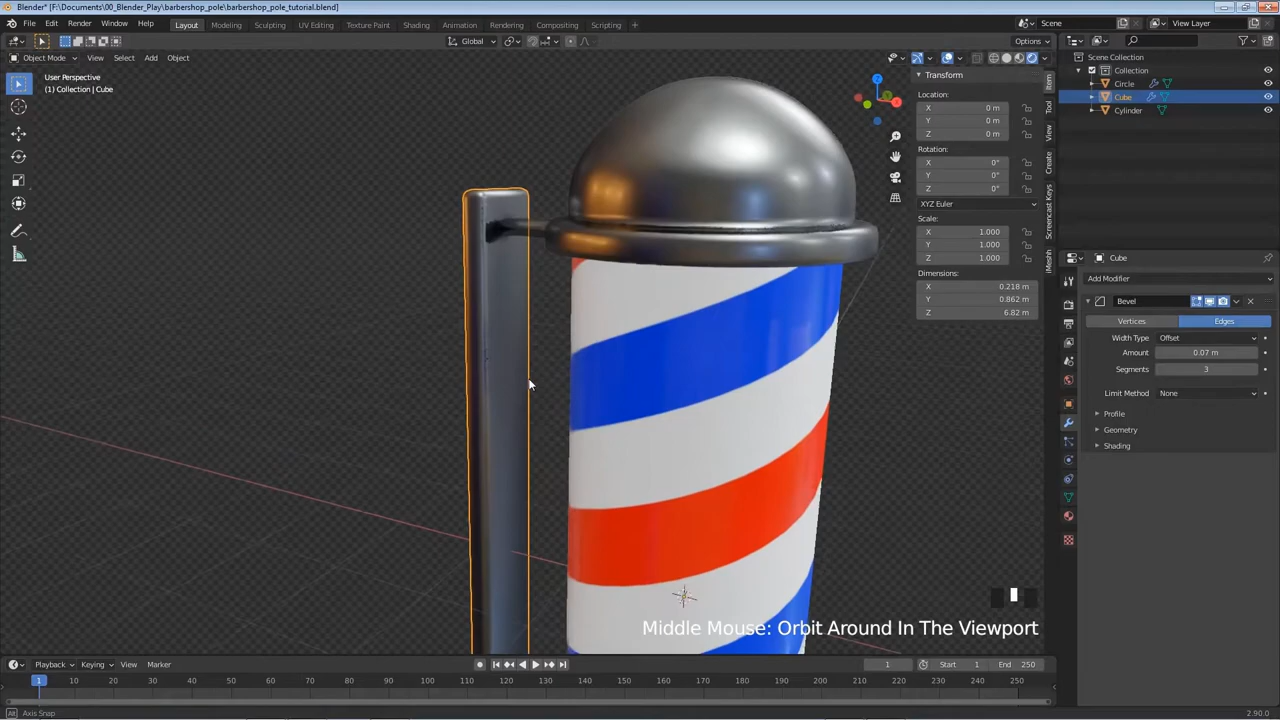 Blender* [F:\Documents\00_Blender_Play\barbershop_pole\barbershop_pole_tutorial.blend]
File Edit Render Window Help Layout Modeling Sculpting UV Editing Texture Paint Shading Animation Rendering Compositing Scripting + Scene View Layer
Global Options
Object Mode View Select Add Object
User Perspective
(1) Collection | Cube
Transform
Location:
X 0 m
Y 0 m
Z 0 m
Rotation:
X 0°
Y 0°
Z 0°
XYZ Euler
Scale:
X 1.000
Y 1.000
Z 1.000
Dimensions:
X 0.218 m
Y 0.862 m
Z 6.82 m
Item
Tool
View
Create
Screencast Keys
iMeshh
Z
X
Scene Collection
Collection
Circle
Cube
Cylinder
Cube
Add Modifier
Bevel
Vertices Edges
Width Type Offset
Amount 0.07 m
Segments 3
Limit Method None
Profile
Geometry
Shading
Middle Mouse: Orbit Around In The Viewport
Playback Keying View Marker 1 Start 1 End 250
1 10 20 30 40 50 60 70 80 90 100 110 120 130 140 150 160 170 180 190 200 210 220 230 240 250
Axis Snap 2.90.0